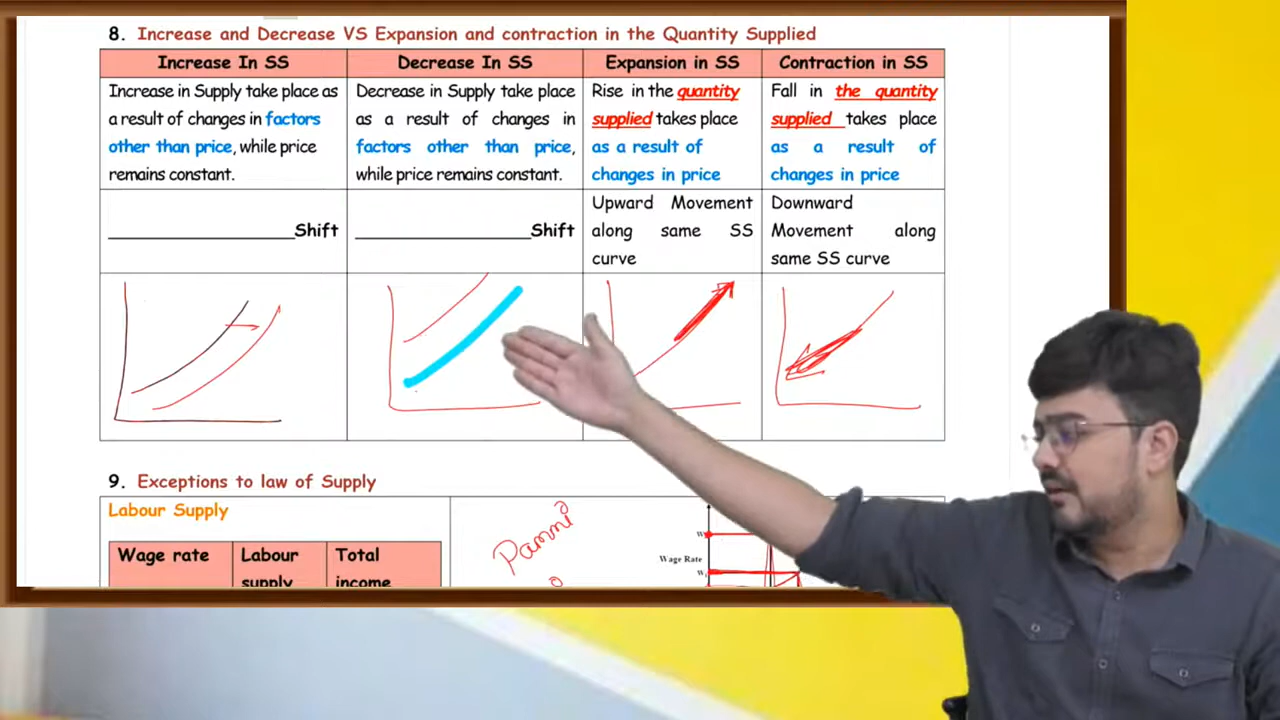 8. Increase and Decrease VS Expansion and contraction in the Quantity Supplied
Increase In SS
Decrease In SS
Expansion in SS
Contraction in SS
Increase in Supply take place as
a result of changes in factors
other than price, while price
remains constant.
Decrease in Supply take place
as a result of changes in
factors other than price,
while price remains constant.
Rise in the quantity
supplied takes place
as a result of
changes in price
Fall in the quantity
supplied takes place
as a result of
changes in price
____________________Shift
___________________Shift
Upward Movement
along same SS
curve
Downward
Movement along
same SS curve
9. Exceptions to law of Supply
Labour Supply
Wage rate
Labour
supply
Total
income
Wage Rate